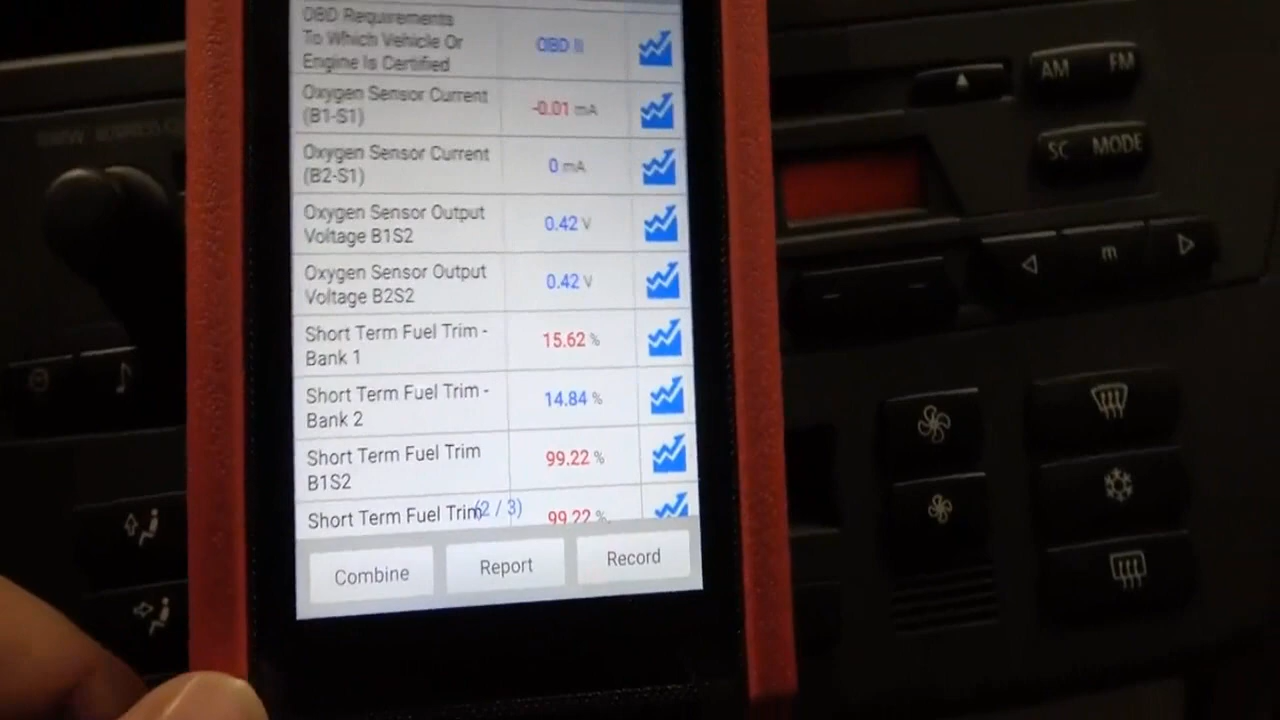 OBD Requirements
To Which Vehicle Or
Engine Is Certified
OBD II
Oxygen Sensor Current
(B1-S1)
-0.01 mA
Oxygen Sensor Current
(B2-S1)
0 mA
Oxygen Sensor Output
Voltage B1S2
0.42 V
Oxygen Sensor Output
Voltage B2S2
0.42 V
Short Term Fuel Trim -
Bank 1
15.62 %
Short Term Fuel Trim -
Bank 2
14.84 %
Short Term Fuel Trim
B1S2
99.22 %
Short Term Fuel Trim
(2 / 3)
99.22 %
Combine
Report
Record
AM FM
SC MODE
m